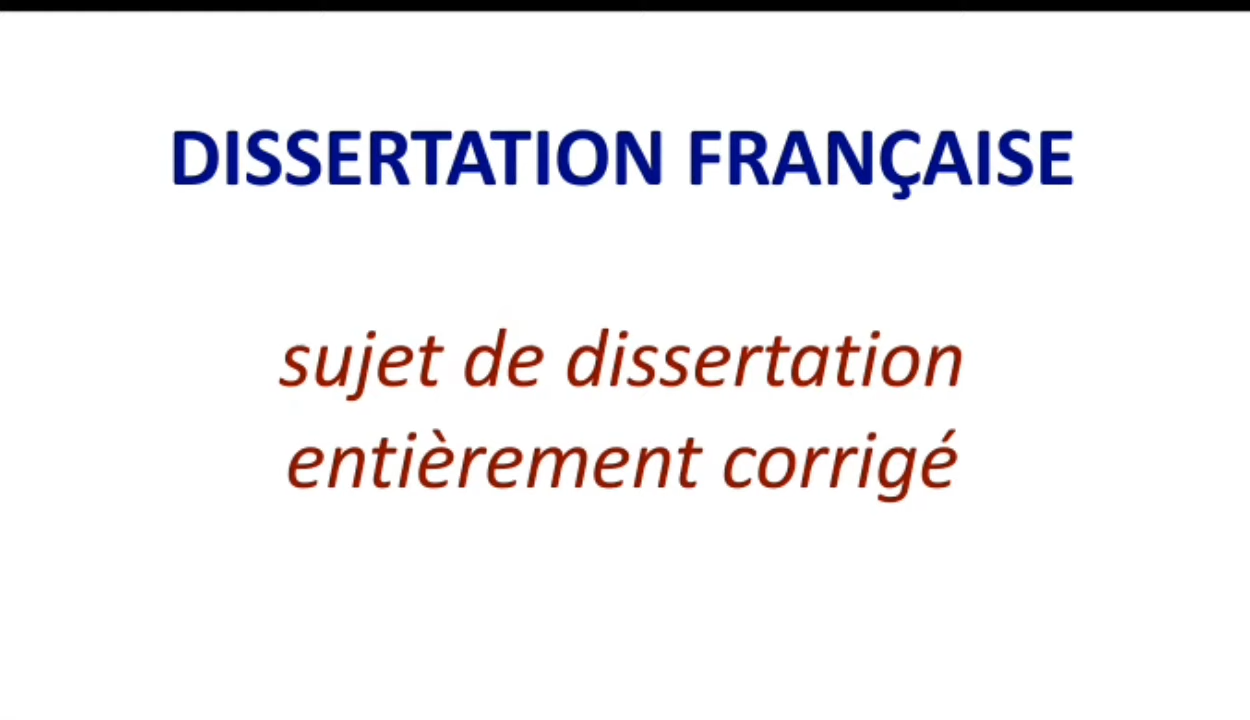 DISSERTATION FRANÇAISE
sujet de dissertation
entièrement corrigé